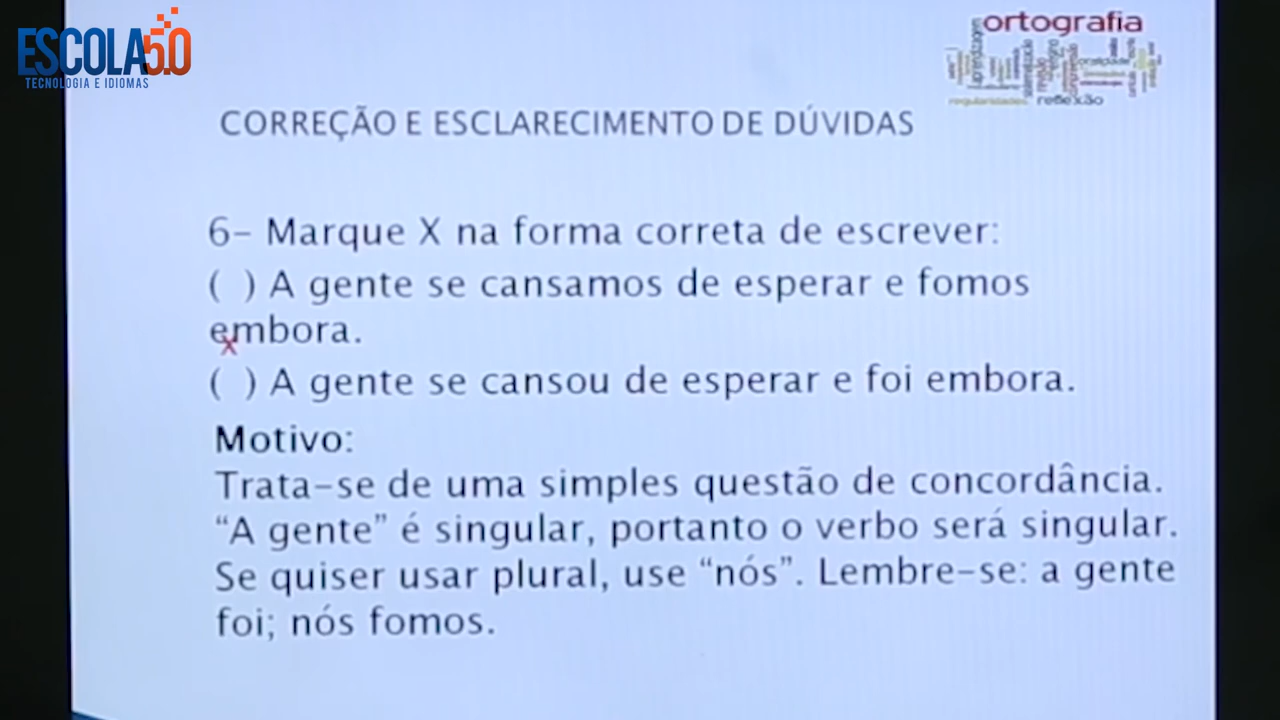 ESCOLA5.0
TECNOLOGIA E IDIOMAS
ortografia
regularidades reflexão
CORREÇÃO E ESCLARECIMENTO DE DÚVIDAS
6- Marque X na forma correta de escrever:
( ) A gente se cansamos de esperar e fomos
embora.
x
( ) A gente se cansou de esperar e foi embora.
Motivo:
Trata-se de uma simples questão de concordância.
“A gente” é singular, portanto o verbo será singular.
Se quiser usar plural, use “nós”. Lembre-se: a gente
foi; nós fomos.